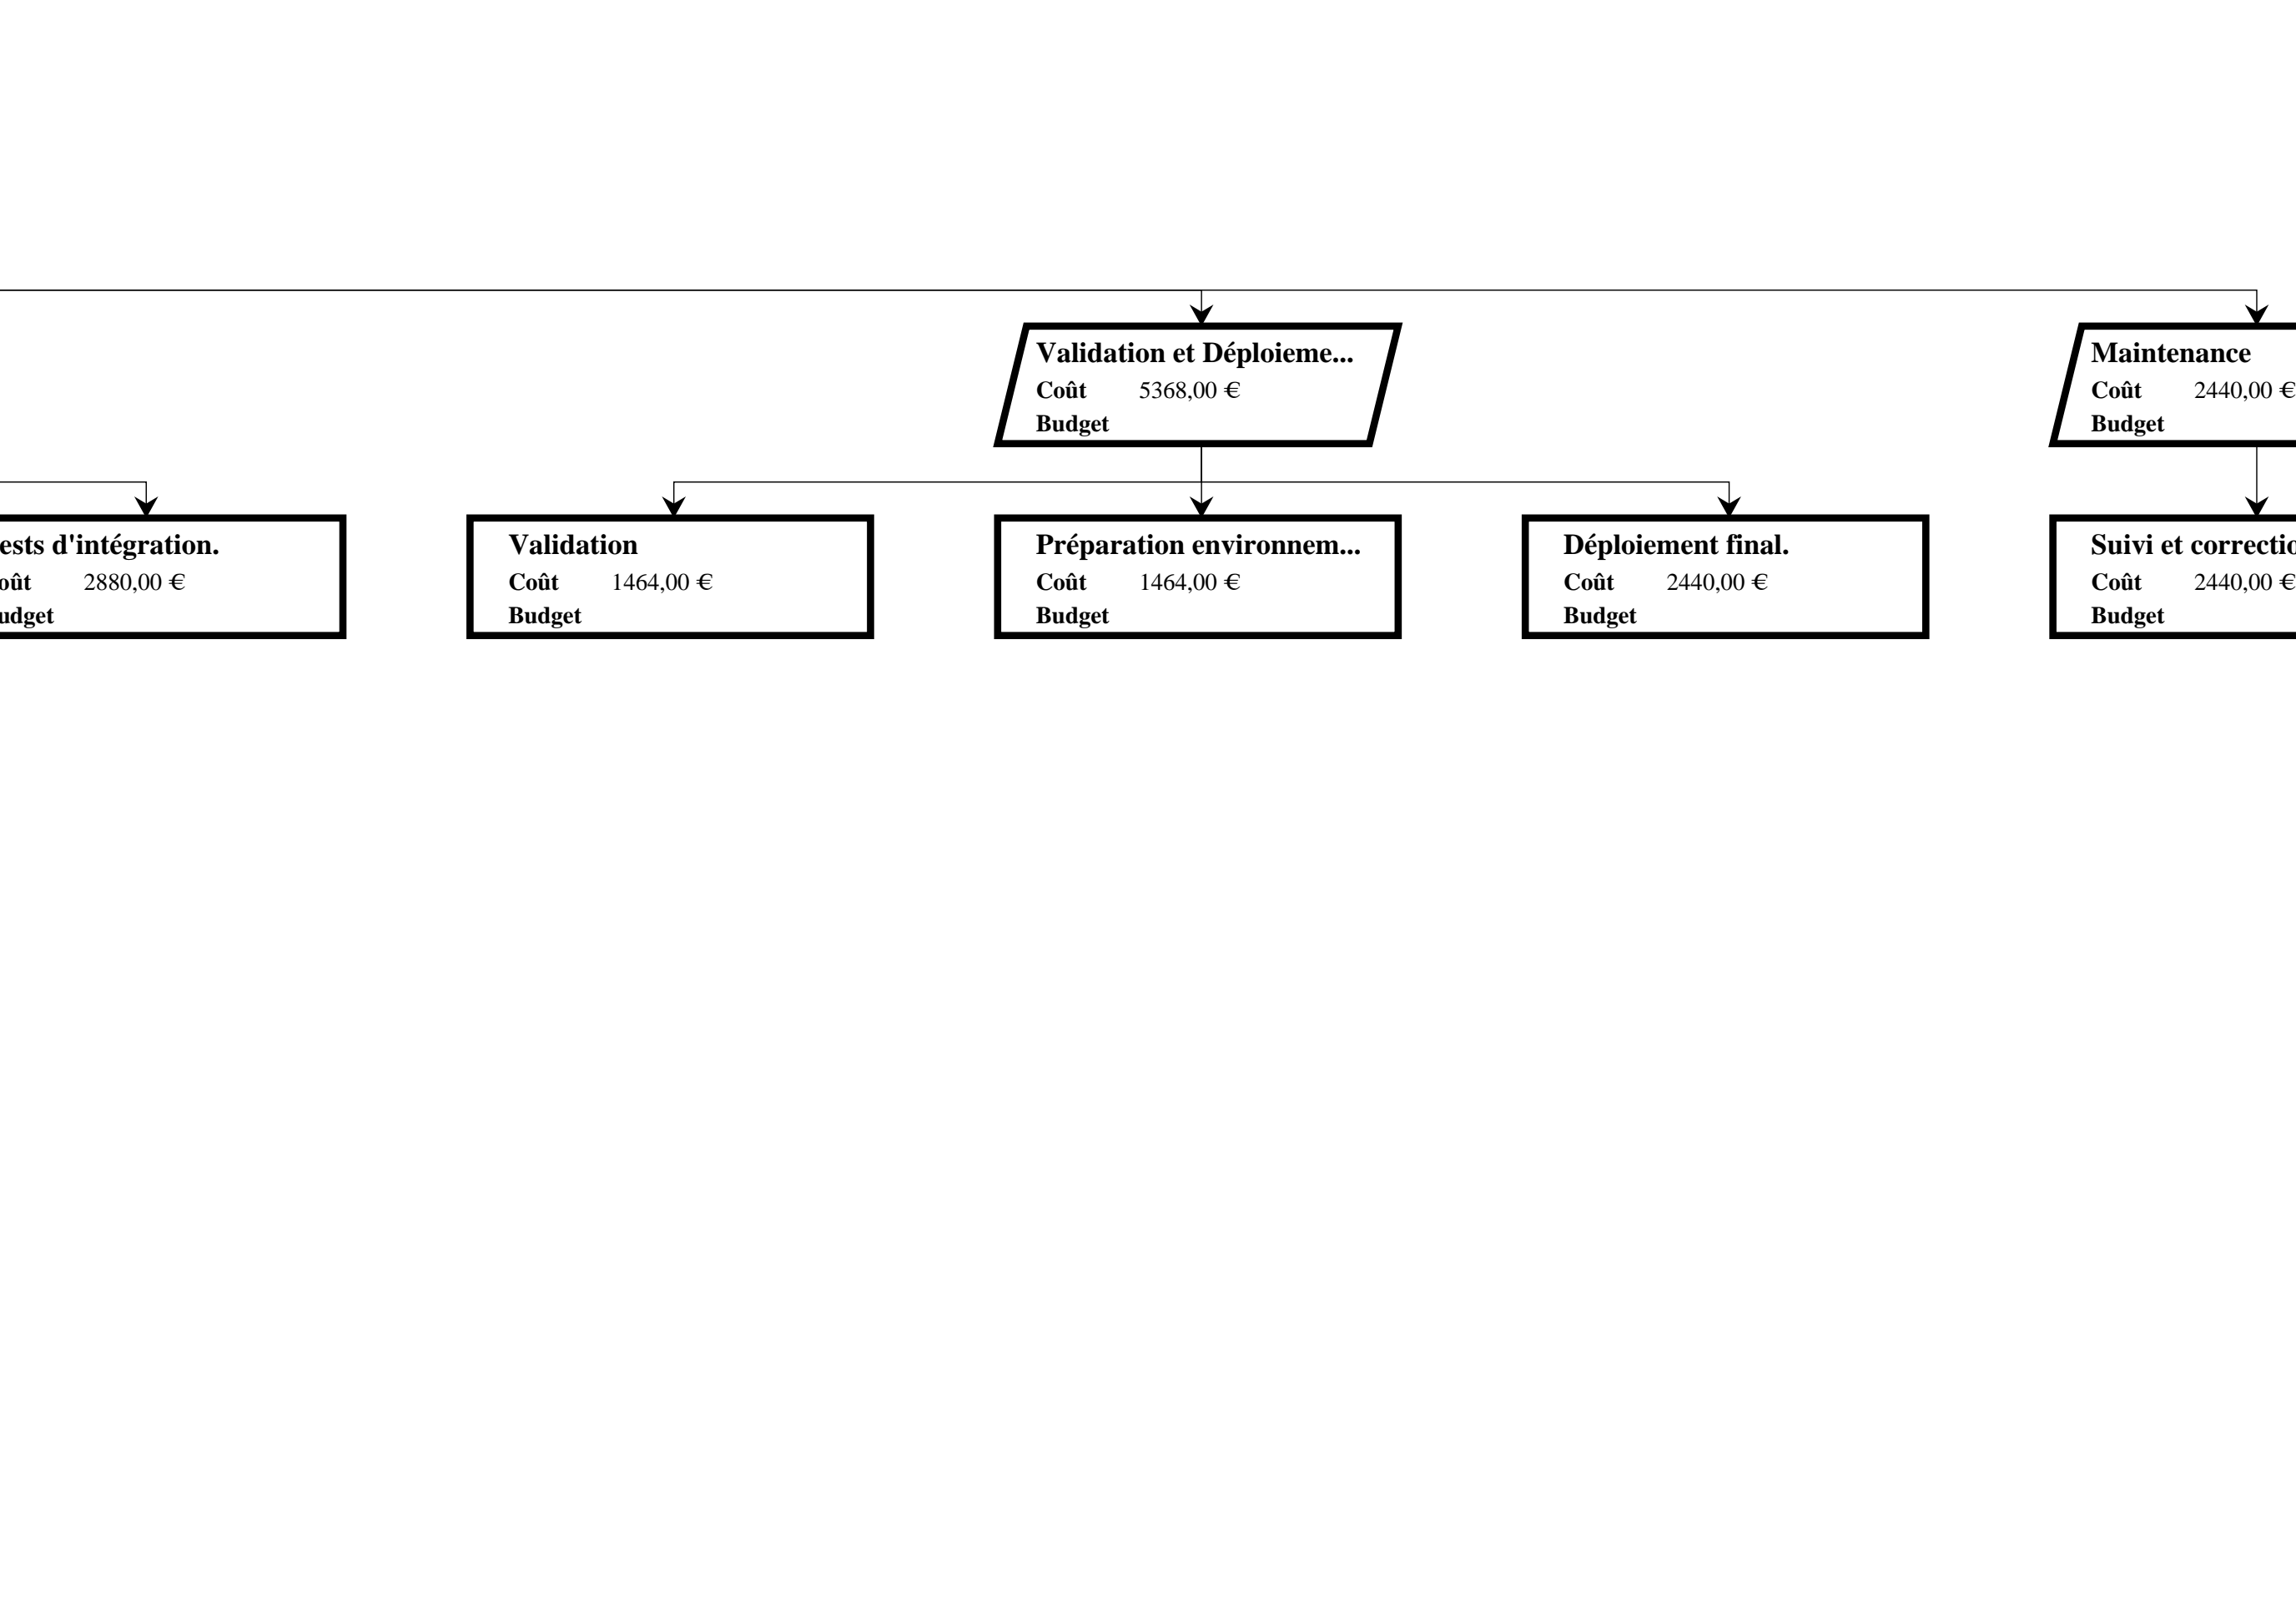 Validation et Déploieme...
Coût 5368,00 €
Budget
Maintenance
Coût 2440,00 €
Budget
ests d'intégration.
oût 2880,00 €
udget
Validation
Coût 1464,00 €
Budget
Préparation environnem...
Coût 1464,00 €
Budget
Déploiement final.
Coût 2440,00 €
Budget
Suivi et correctio
Coût 2440,00 €
Budget